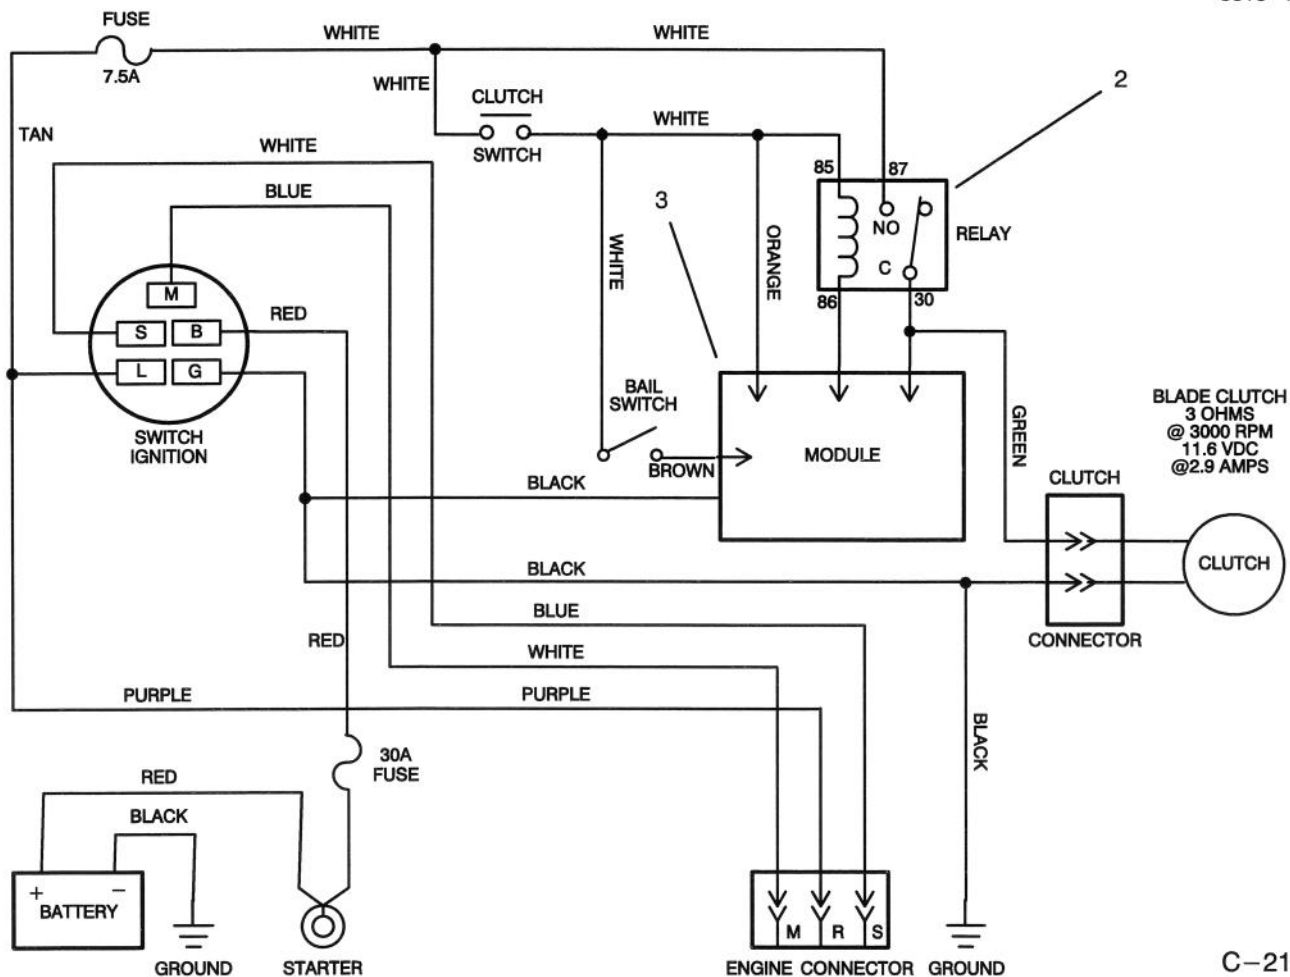 FUSE
7.5A
WHITE
WHITE
WHITE
CLUTCH
SWITCH
WHITE
2
TAN
WHITE
BLUE
3
85
87
NO
C
RELAY
86
30
WHITE
ORANGE
M
S
B
L
G
RED
SWITCH
IGNITION
BAIL
SWITCH
BROWN
MODULE
GREEN
BLADE CLUTCH
3 OHMS
@ 3000 RPM
11.6 VDC
@2.9 AMPS
BLACK
CLUTCH
CONNECTOR
CLUTCH
BLACK
BLUE
RED
WHITE
PURPLE
PURPLE
BLACK
30A
FUSE
RED
BLACK
+
−
BATTERY
GROUND
STARTER
M
R
S
ENGINE CONNECTOR
GROUND
C−21